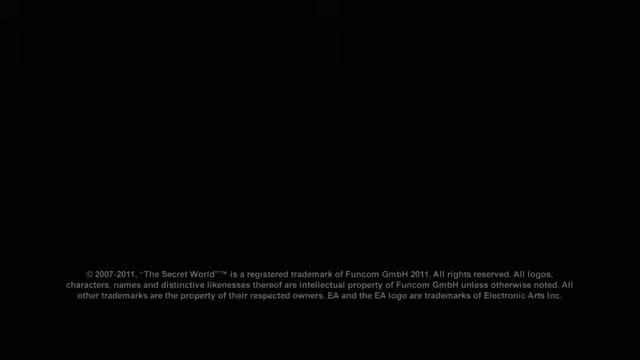 © 2007-2011, "The Secret World"™ is a registered trademark of Funcom GmbH 2011. All rights reserved. All logos,
characters, names and distinctive likenesses thereof are intellectual property of Funcom GmbH unless otherwise noted. All
other trademarks are the property of their respected owners. EA and the EA logo are trademarks of Electronic Arts Inc.